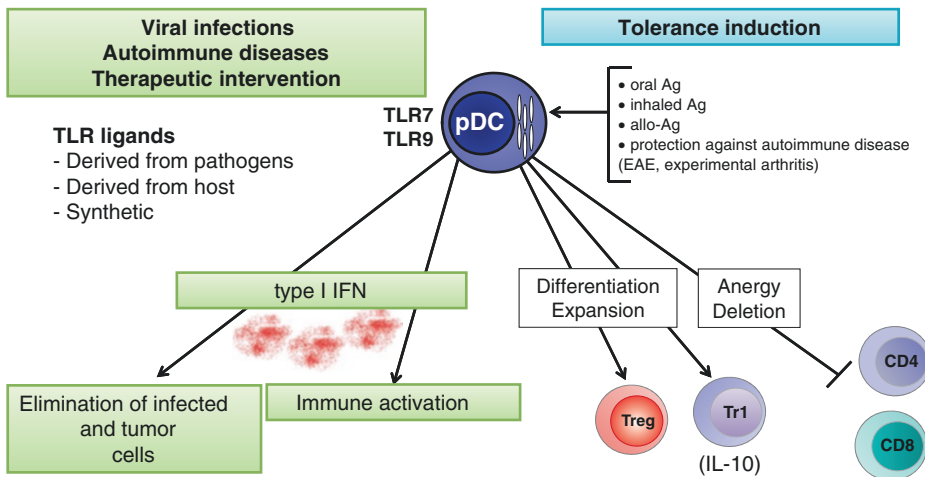 Viral infections
Autoimmune diseases
Therapeutic intervention
Tolerance induction
TLR7
TLR9
pDC
• oral Ag
• inhaled Ag
• allo-Ag
• protection against autoimmune disease
(EAE, experimental arthritis)
TLR ligands
- Derived from pathogens
- Derived from host
- Synthetic
type I IFN
Differentiation
Expansion
Anergy
Deletion
Elimination of infected
and tumor
cells
Immune activation
Treg
Tr1
(IL-10)
CD4
CD8